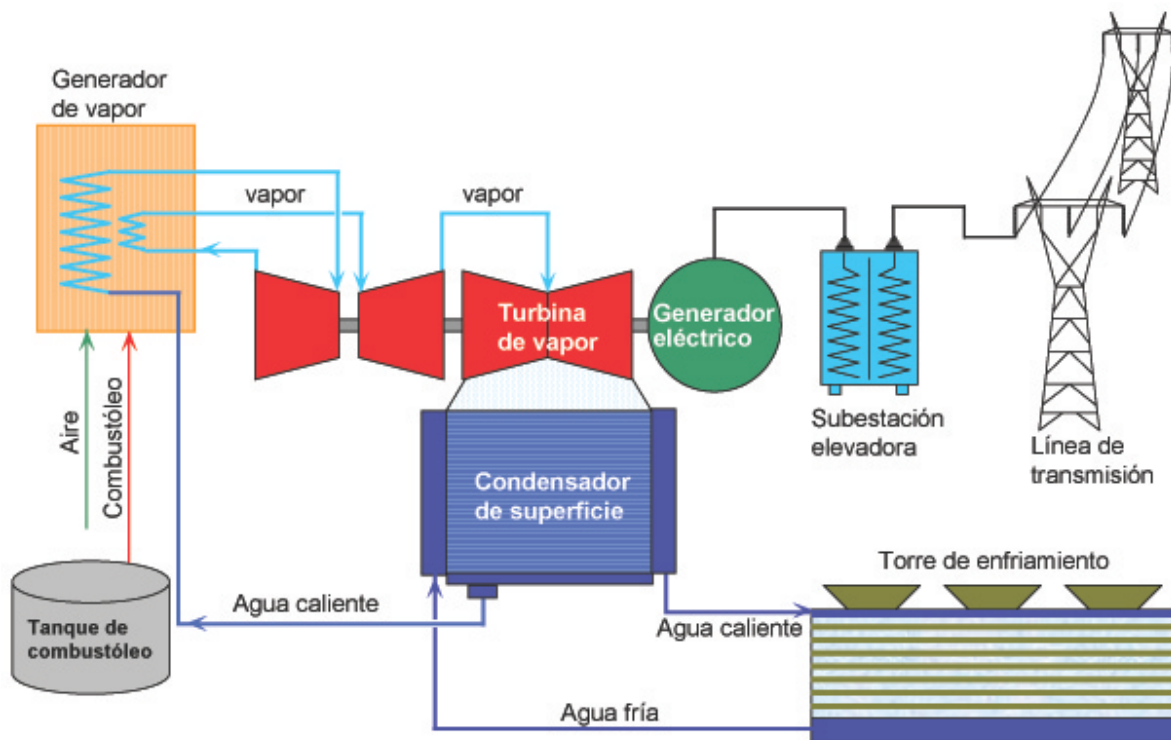 Generador
de vapor
vapor
vapor
Turbina
de vapor
Generador
eléctrico
Subestación
elevadora
Línea de
transmisión
Aire
Combustóleo
Condensador
de superficie
Tanque de
combustóleo
Agua caliente
Agua caliente
Torre de enfriamiento
Agua fría